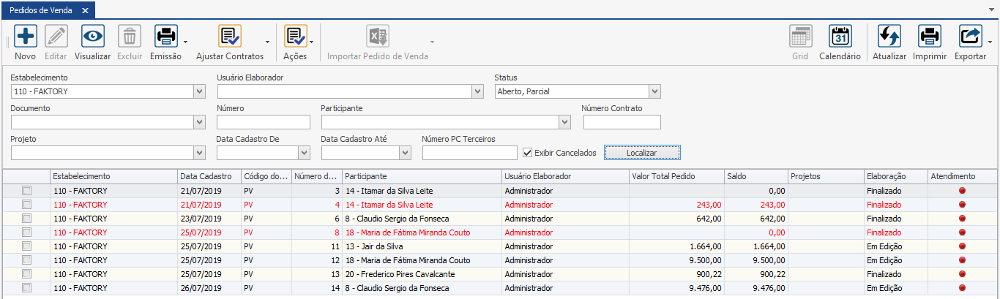 Pedidos de Venda
Novo Editar Visualizar Excluir Emissão Ajustar Contratos Ações Importar Pedido de Venda Grid 31 Calendário Atualizar Imprimir Exportar
Estabelecimento Usuário Elaborador Status
110 - FAKTORY Aberto, Parcial
Documento Número Participante Número Contrato
Projeto Data Cadastro De Data Cadastro Até Número PC Terceiros
Exibir Cancelados Localizar
Estabelecimento Data Cadastro Código do... Número d... Participante Usuário Elaborador Valor Total Pedido Saldo Projetos Elaboração Atendimento
110 - FAKTORY 21/07/2019 PV 3 14 - Itamar da Silva Leite Administrador 0,00 Finalizado
110 - FAKTORY 21/07/2019 PV 4 14 - Itamar da Silva Leite Administrador 243,00 243,00 Finalizado
110 - FAKTORY 23/07/2019 PV 6 8 - Claudio Sergio da Fonseca Administrador 642,00 642,00 Finalizado
110 - FAKTORY 25/07/2019 PV 8 18 - Maria de Fátima Miranda Couto Administrador 0,00 Finalizado
110 - FAKTORY 25/07/2019 PV 11 13 - Jair da Silva Administrador 1.664,00 1.664,00 Em Edição
110 - FAKTORY 25/07/2019 PV 12 18 - Maria de Fátima Miranda Couto Administrador 9.500,00 9.500,00 Em Edição
110 - FAKTORY 25/07/2019 PV 13 20 - Frederico Pires Cavalcante Administrador 900,22 900,22 Finalizado
110 - FAKTORY 26/07/2019 PV 14 8 - Claudio Sergio da Fonseca Administrador 9.476,00 9.476,00 Em Edição